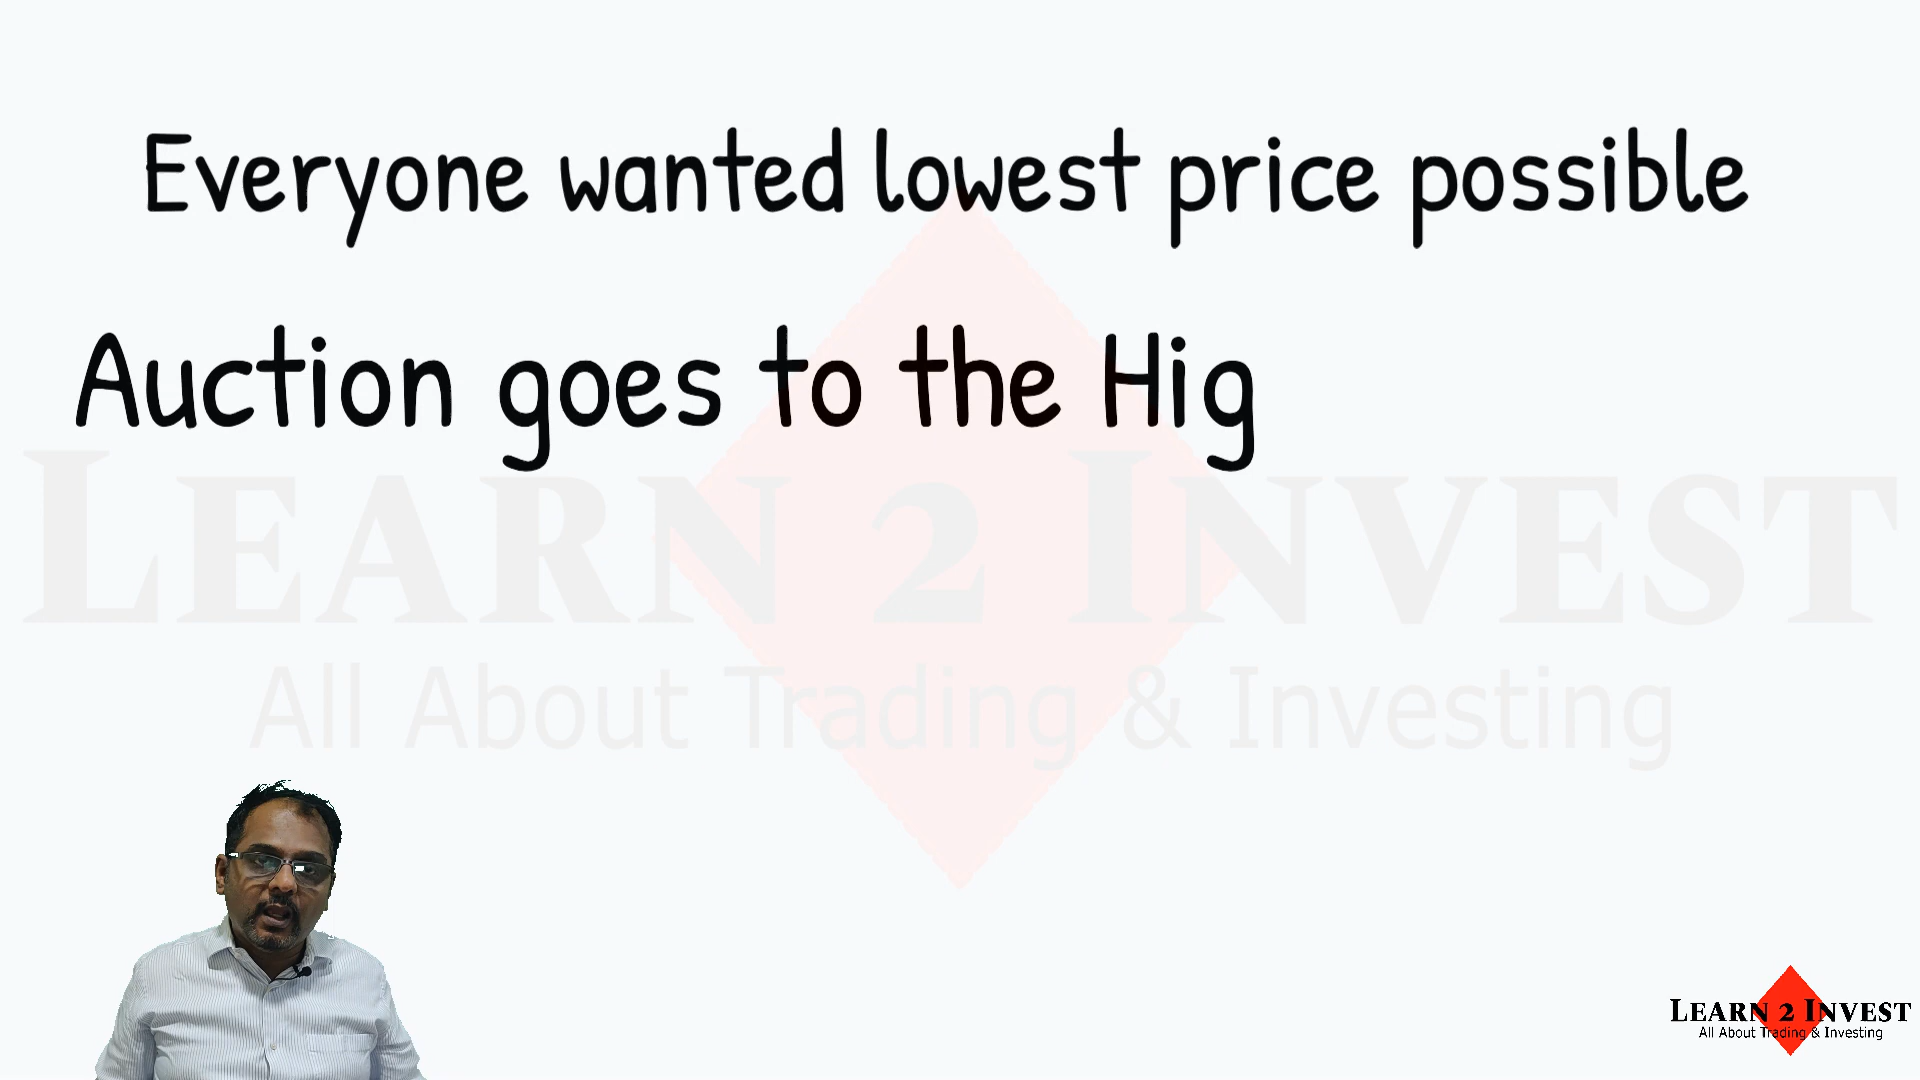 Everyone wanted lowest price possible
Auction goes to the Hig
LEARN 2 INVEST
All About Trading & Investing
LEARN 2 INVEST
All About Trading & Investing